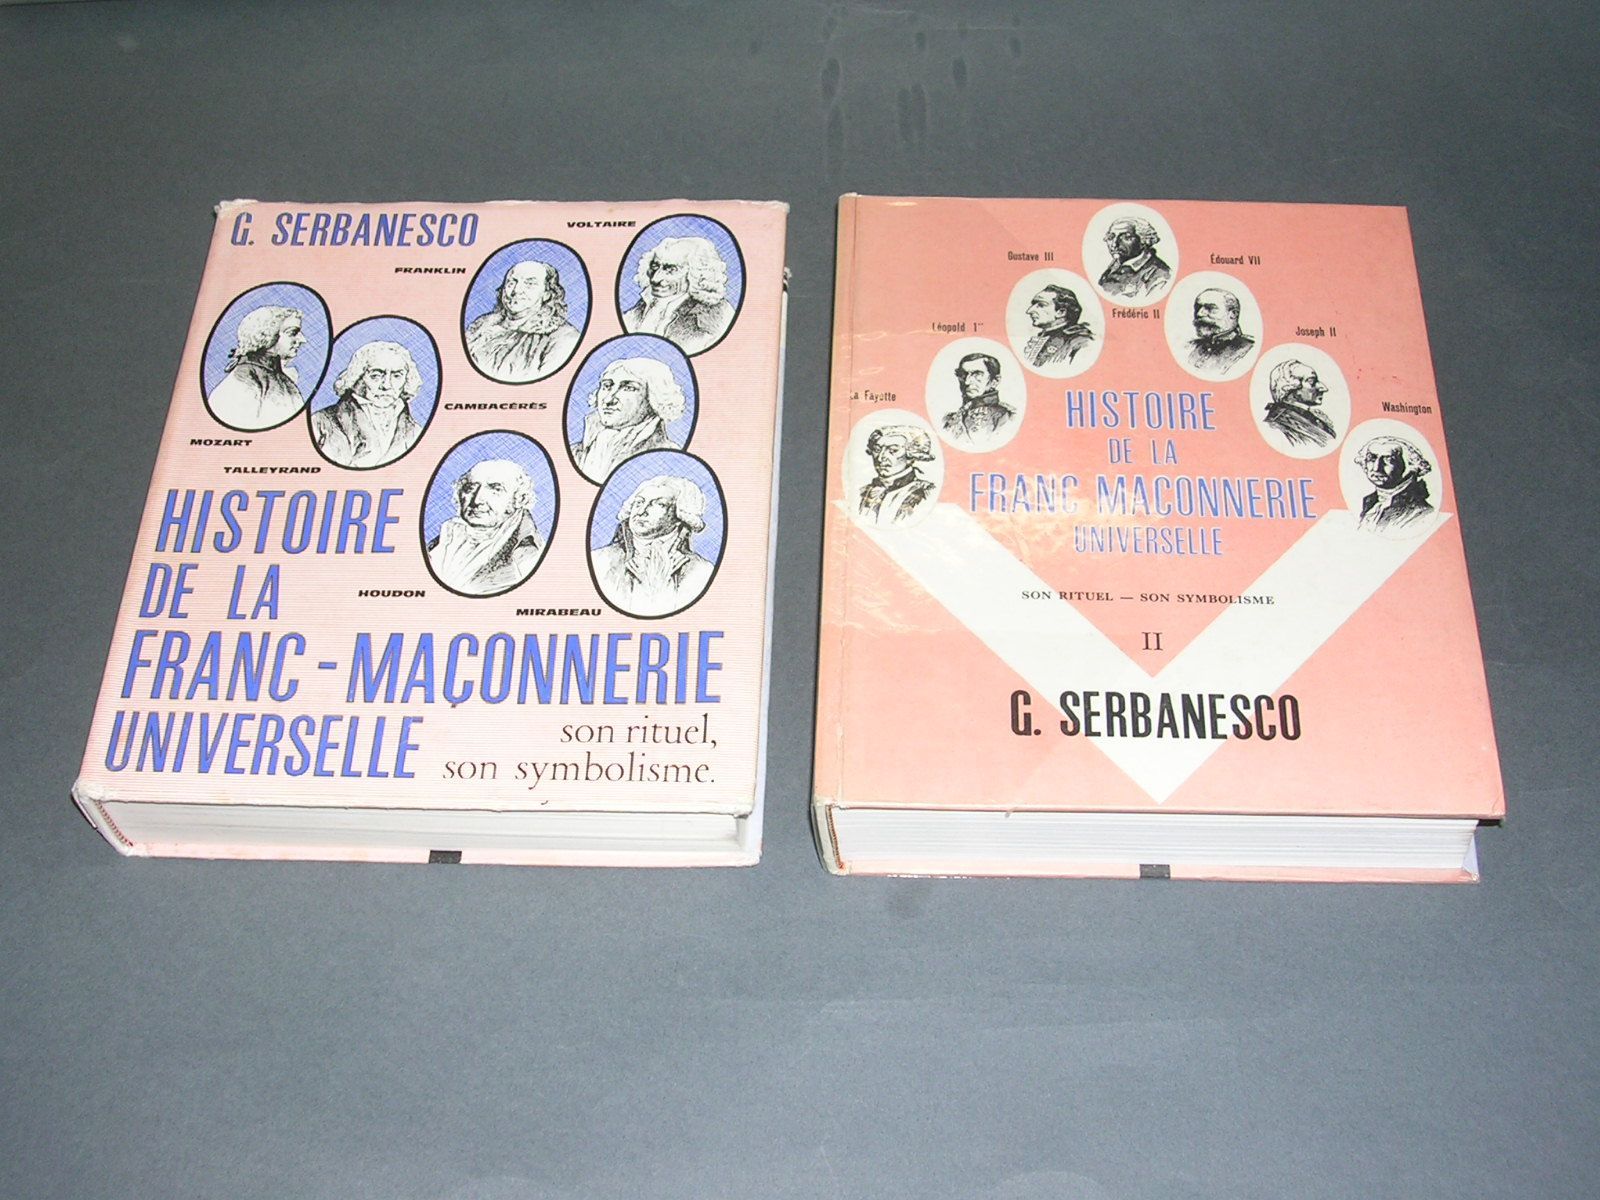 G. SERBANESCO
VOLTAIRE
FRANKLIN
CAMBACÉRÈS
MOZART
TALLEYRAND
HOUDON
MIRABEAU
HISTOIRE
DE LA
FRANC-MAÇONNERIE
UNIVERSELLE
son rituel,
son symbolisme.
Gustave III
Édouard VII
Frédéric II
Léopold 1er
Joseph II
La Fayette
Washington
HISTOIRE
DE LA
FRANC MAÇONNERIE
UNIVERSELLE
SON RITUEL — SON SYMBOLISME
II
G. SERBANESCO